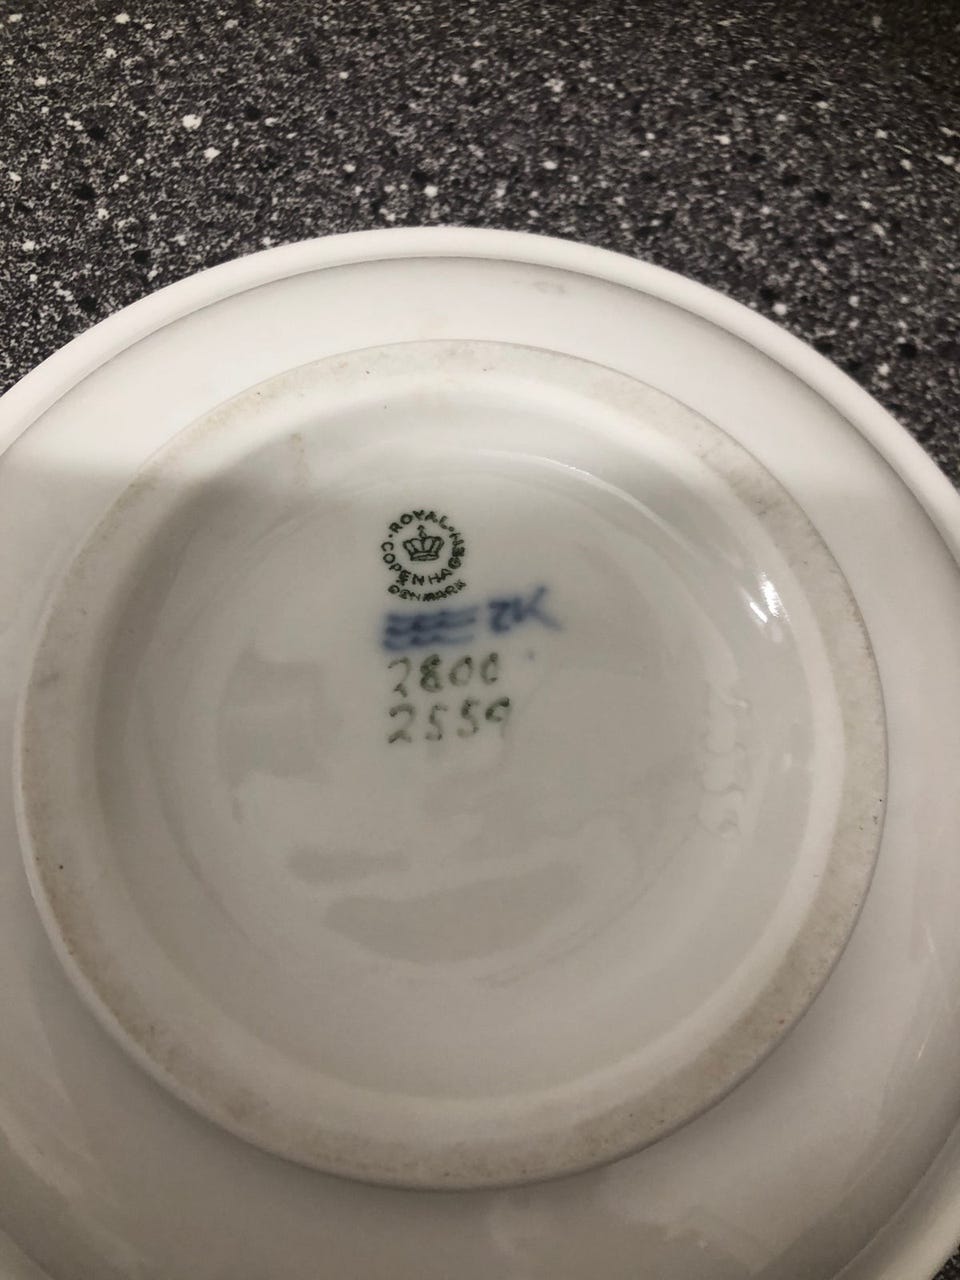 · ROYAL ·
COPENHAGEN
DENMARK
2800
2559